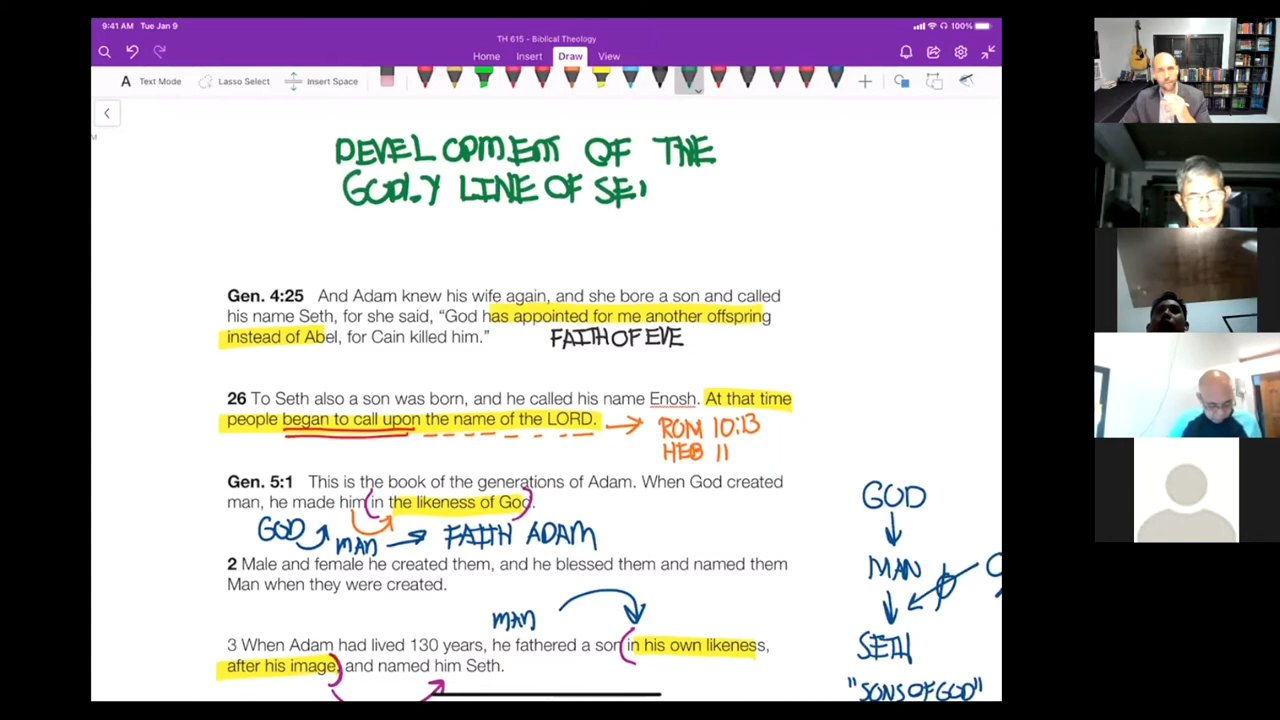 9:41 AM Tue Jan 9
100%
TH 615 - Biblical Theology
Home Insert Draw View
Text Mode
Lasso Select
Insert Space
DEVELOPMENT OF THE
GODLY LINE OF
Gen. 4:25 And Adam knew his wife again, and she bore a son and called
his name Seth, for she said, “God has appointed for me another offspring
instead of Abel, for Cain killed him.”
FAITH OF EVE
26 To Seth also a son was born, and he called his name Enosh. At that time
people began to call upon the name of the LORD.
ROM 10:13
HEB 11
Gen. 5:1 This is the book of the generations of Adam. When God created
man, he made him in the likeness of God.
GOD
MAN
FAITH ADAM
2 Male and female he created them, and he blessed them and named them
Man when they were created.
MAN
3 When Adam had lived 130 years, he fathered a son in his own likeness,
after his image, and named him Seth.
GOD
MAN
SETH
"SONS OF GOD"